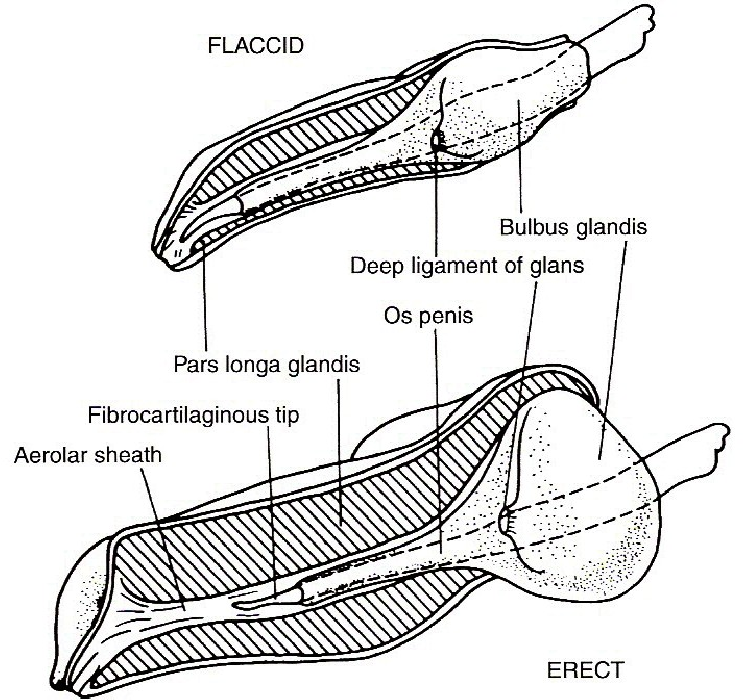 FLACCID
Bulbus glandis
Deep ligament of glans
Os penis
Pars longa glandis
Fibrocartilaginous tip
Aerolar sheath
ERECT